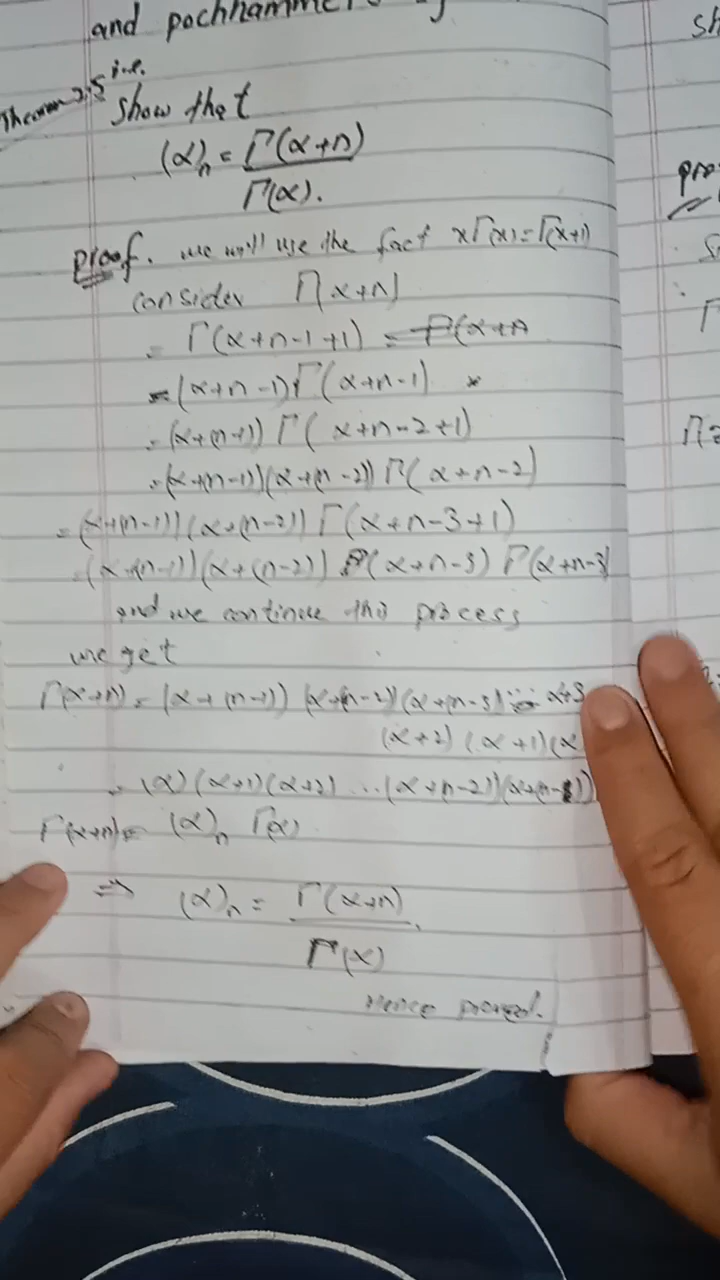 and pochhammer
Theorem 2.5 i.e.
show that
(α)ₙ = Γ(α+n)
Γ(α).
proof. we will use the fact xΓ(x)=Γ(x+1)
consider Γ(α+n)
= Γ(α+n-1+1) =
= (α+n-1)Γ(α+n-1)
= (α+(n-1)) Γ( α+n-2+1)
= (α+(n-1))(α+(n-2)) Γ(α+n-2)
= (α+(n-1))(α+(n-2)) Γ(α+n-3+1)
= (α+(n-1))(α+(n-2)) (α+n-3) Γ(α+n-3)
and we continue this process
we get
Γ(α+n) = (α+(n-1)) (α+(n-2))(α+(n-3)) ... α+3
(α+2) (α+1)(α
= (α)(α+1)(α+2) ...(α+n-2))(α+(n-1))
Γ(α+n)= (α)ₙ Γ(α)
⇒ (α)ₙ = Γ(α+n)
Γ(α)
Hence proved.